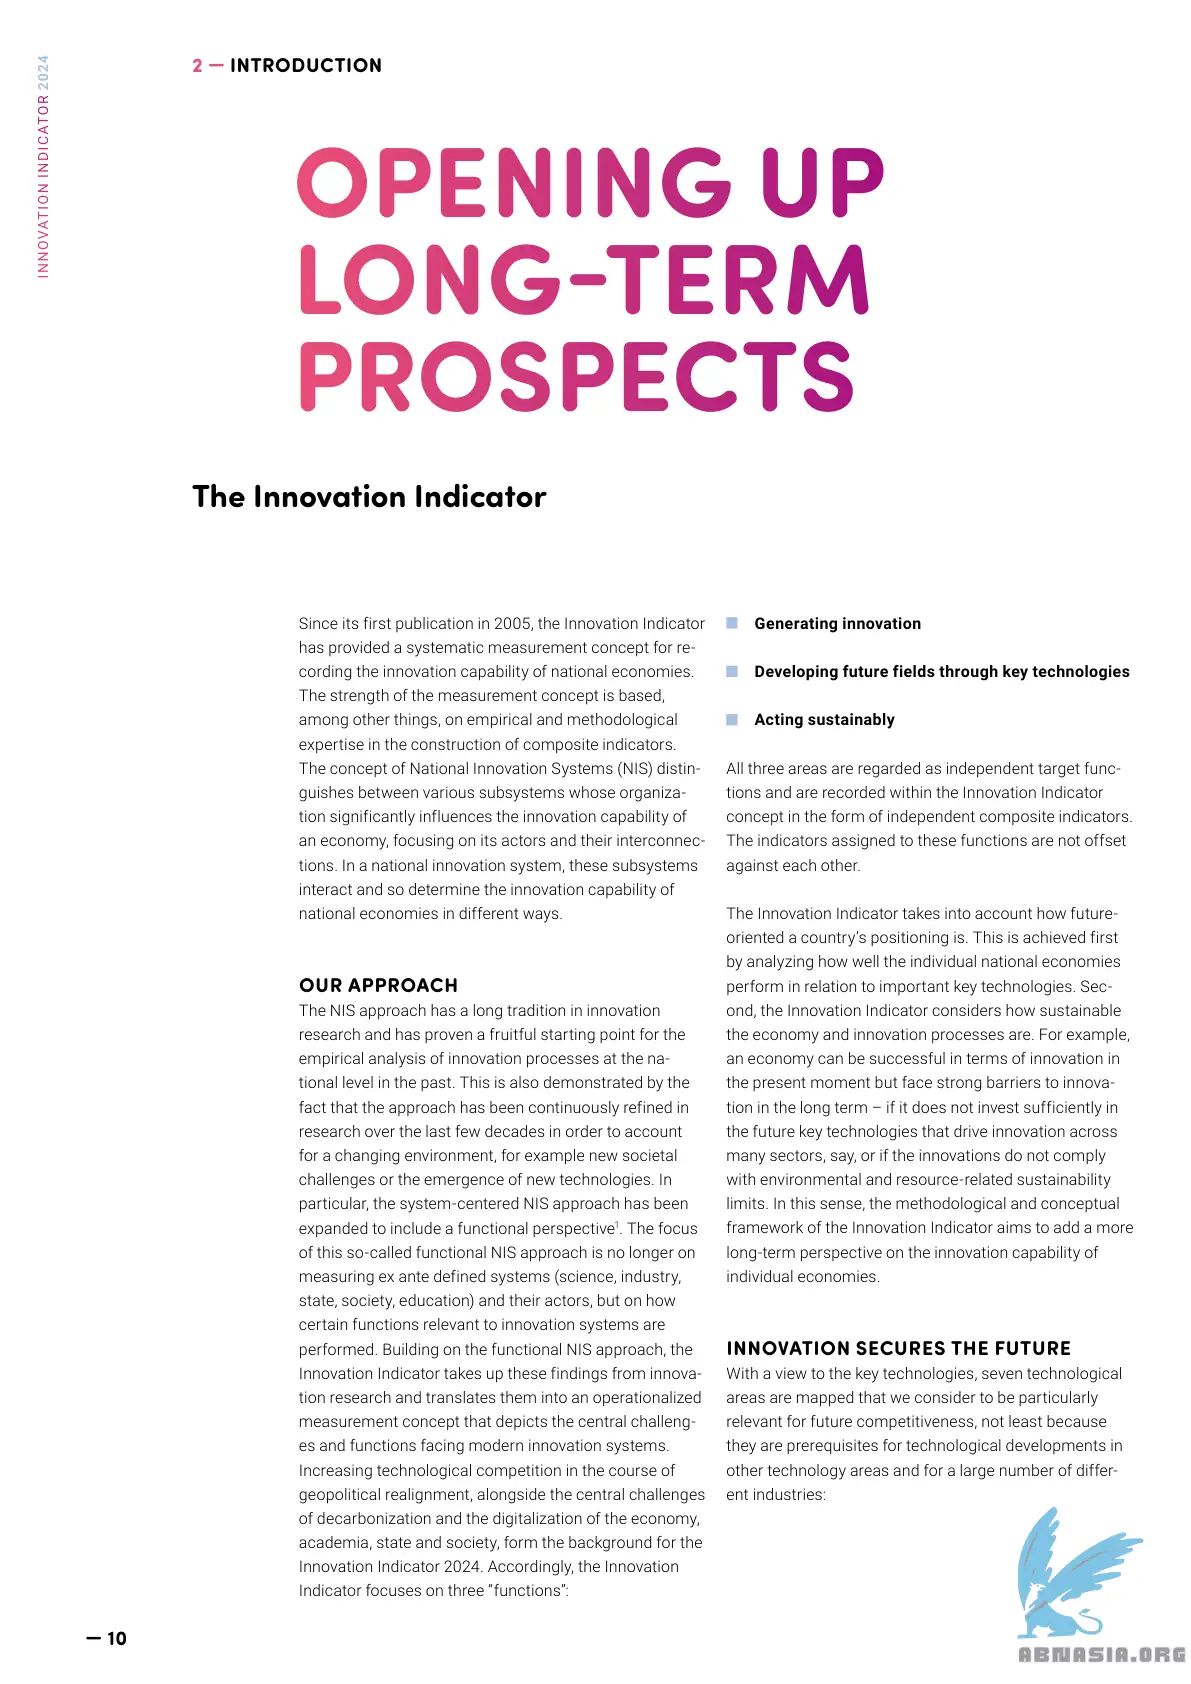 INNOVATION INDICATOR 2024
2 — INTRODUCTION
OPENING UP
LONG-TERM
PROSPECTS
The Innovation Indicator
Since its first publication in 2005, the Innovation Indicator
has provided a systematic measurement concept for re-
cording the innovation capability of national economies.
The strength of the measurement concept is based,
among other things, on empirical and methodological
expertise in the construction of composite indicators.
The concept of National Innovation Systems (NIS) distin-
guishes between various subsystems whose organiza-
tion significantly influences the innovation capability of
an economy, focusing on its actors and their interconnec-
tions. In a national innovation system, these subsystems
interact and so determine the innovation capability of
national economies in different ways.
OUR APPROACH
The NIS approach has a long tradition in innovation
research and has proven a fruitful starting point for the
empirical analysis of innovation processes at the na-
tional level in the past. This is also demonstrated by the
fact that the approach has been continuously refined in
research over the last few decades in order to account
for a changing environment, for example new societal
challenges or the emergence of new technologies. In
particular, the system-centered NIS approach has been
expanded to include a functional perspective¹. The focus
of this so-called functional NIS approach is no longer on
measuring ex ante defined systems (science, industry,
state, society, education) and their actors, but on how
certain functions relevant to innovation systems are
performed. Building on the functional NIS approach, the
Innovation Indicator takes up these findings from innova-
tion research and translates them into an operationalized
measurement concept that depicts the central challeng-
es and functions facing modern innovation systems.
Increasing technological competition in the course of
geopolitical realignment, alongside the central challenges
of decarbonization and the digitalization of the economy,
academia, state and society, form the background for the
Innovation Indicator 2024. Accordingly, the Innovation
Indicator focuses on three “functions”:
Generating innovation
Developing future fields through key technologies
Acting sustainably
All three areas are regarded as independent target func-
tions and are recorded within the Innovation Indicator
concept in the form of independent composite indicators.
The indicators assigned to these functions are not offset
against each other.
The Innovation Indicator takes into account how future-
oriented a country’s positioning is. This is achieved first
by analyzing how well the individual national economies
perform in relation to important key technologies. Sec-
ond, the Innovation Indicator considers how sustainable
the economy and innovation processes are. For example,
an economy can be successful in terms of innovation in
the present moment but face strong barriers to innova-
tion in the long term – if it does not invest sufficiently in
the future key technologies that drive innovation across
many sectors, say, or if the innovations do not comply
with environmental and resource-related sustainability
limits. In this sense, the methodological and conceptual
framework of the Innovation Indicator aims to add a more
long-term perspective on the innovation capability of
individual economies.
INNOVATION SECURES THE FUTURE
With a view to the key technologies, seven technological
areas are mapped that we consider to be particularly
relevant for future competitiveness, not least because
they are prerequisites for technological developments in
other technology areas and for a large number of differ-
ent industries:
— 10
ABNASIA.ORG